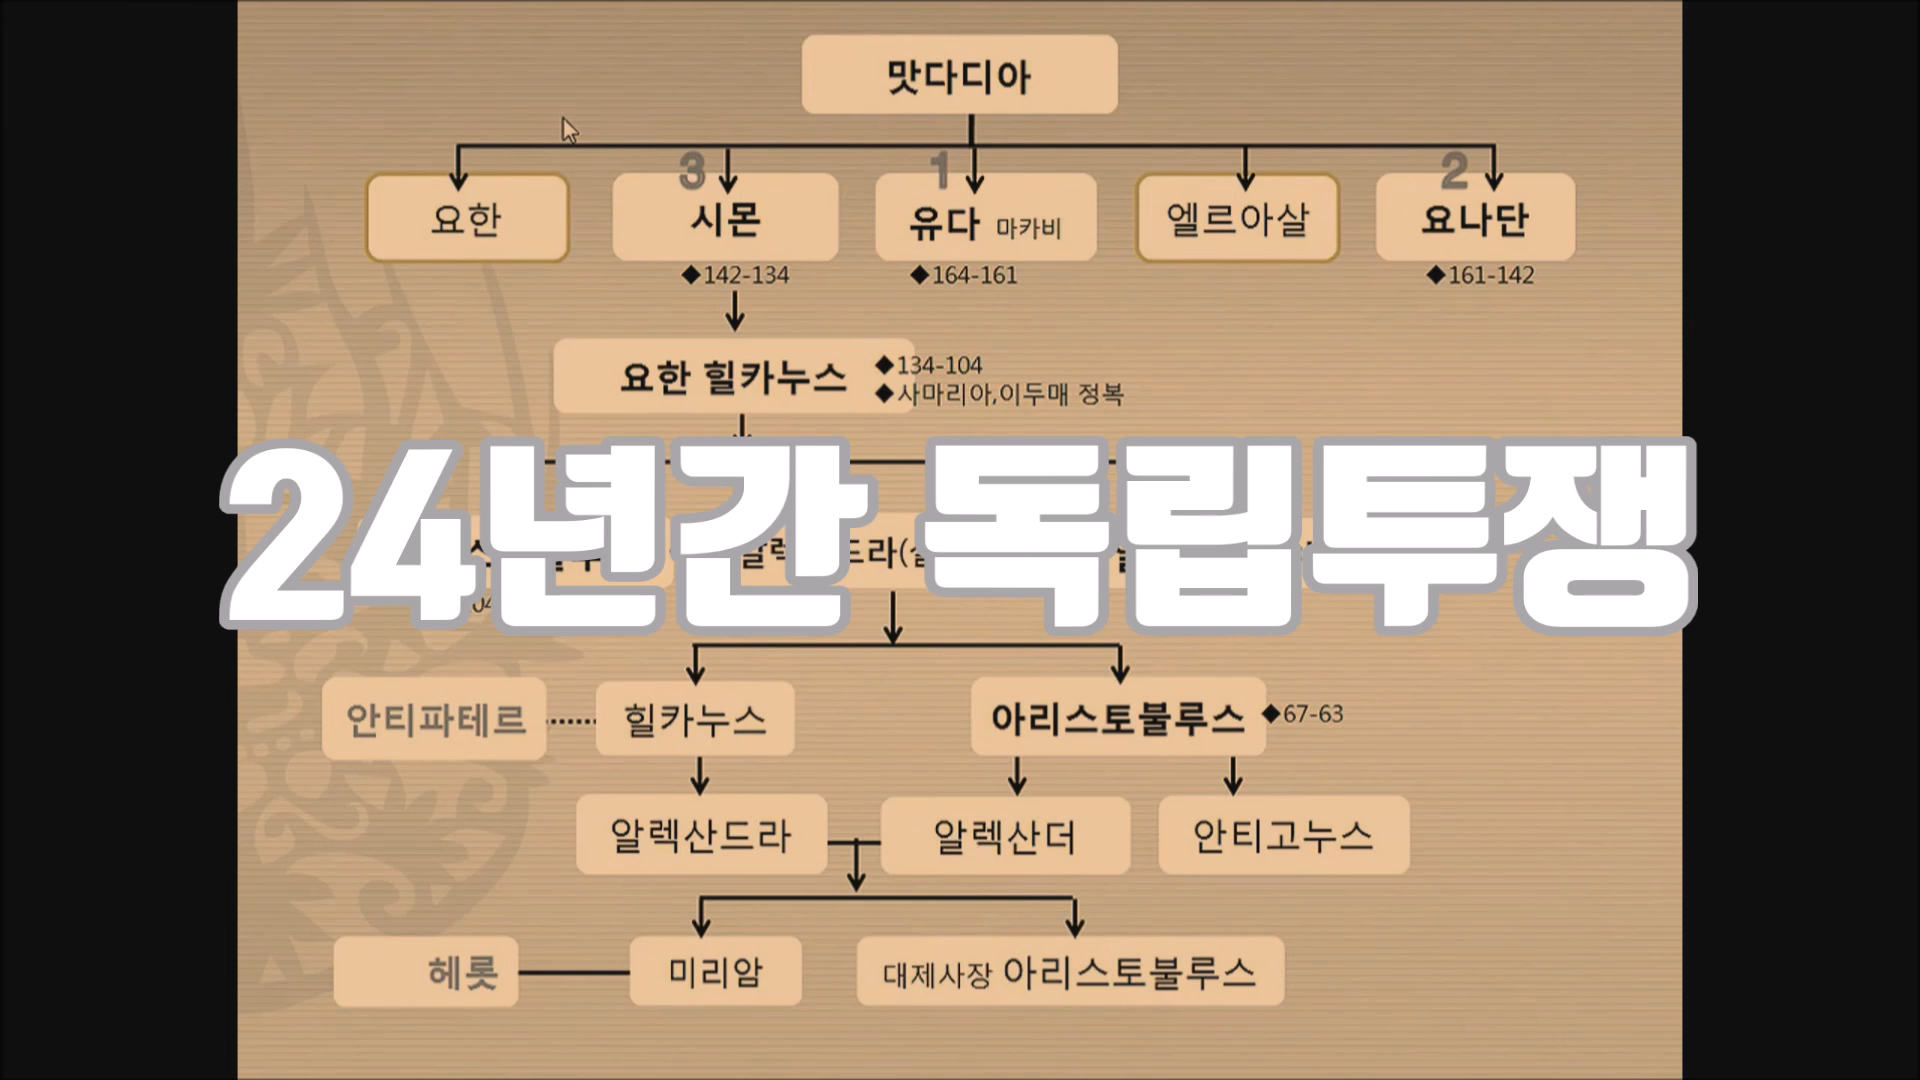 맛다디아
3 1 2
요한 시몬 유다 마카비 엘르아살 요나단
◆142-134 ◆164-161 ◆161-142
요한 힐카누스 ◆134-104
◆사마리아,이두매 정복
24년간 독립투쟁
안티파테르 힐카누스 아리스토불루스 ◆67-63
알렉산드라 알렉산더 안티고누스
헤롯 미리암 대제사장 아리스토불루스